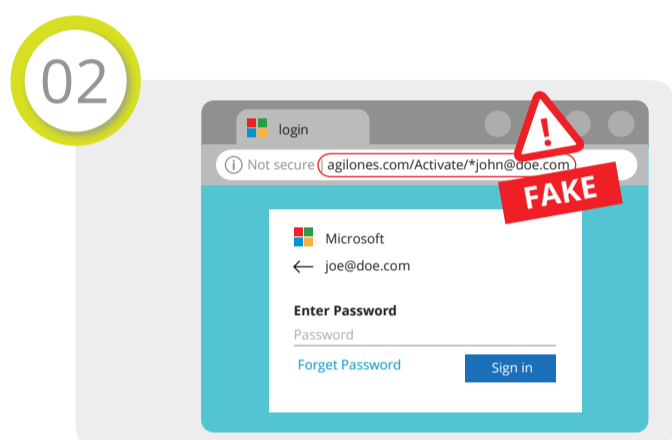 02
login
Not secure | agilones.com/Activate/*john@doe.com
FAKE
Microsoft
← joe@doe.com
Enter Password
Password
Forget Password
Sign in